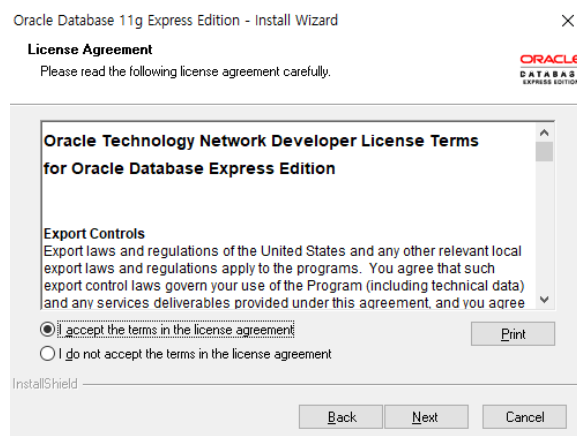 Oracle Database 11g Express Edition - Install Wizard
License Agreement
Please read the following license agreement carefully.
ORACLE
DATABASE
EXPRESS EDITION
Oracle Technology Network Developer License Terms
for Oracle Database Express Edition
Export Controls
Export laws and regulations of the United States and any other relevant local
export laws and regulations apply to the programs. You agree that such
export control laws govern your use of the Program (including technical data)
and any services deliverables provided under this agreement, and you agree
I accept the terms in the license agreement
Print
I do not accept the terms in the license agreement
InstallShield
Back
Next
Cancel